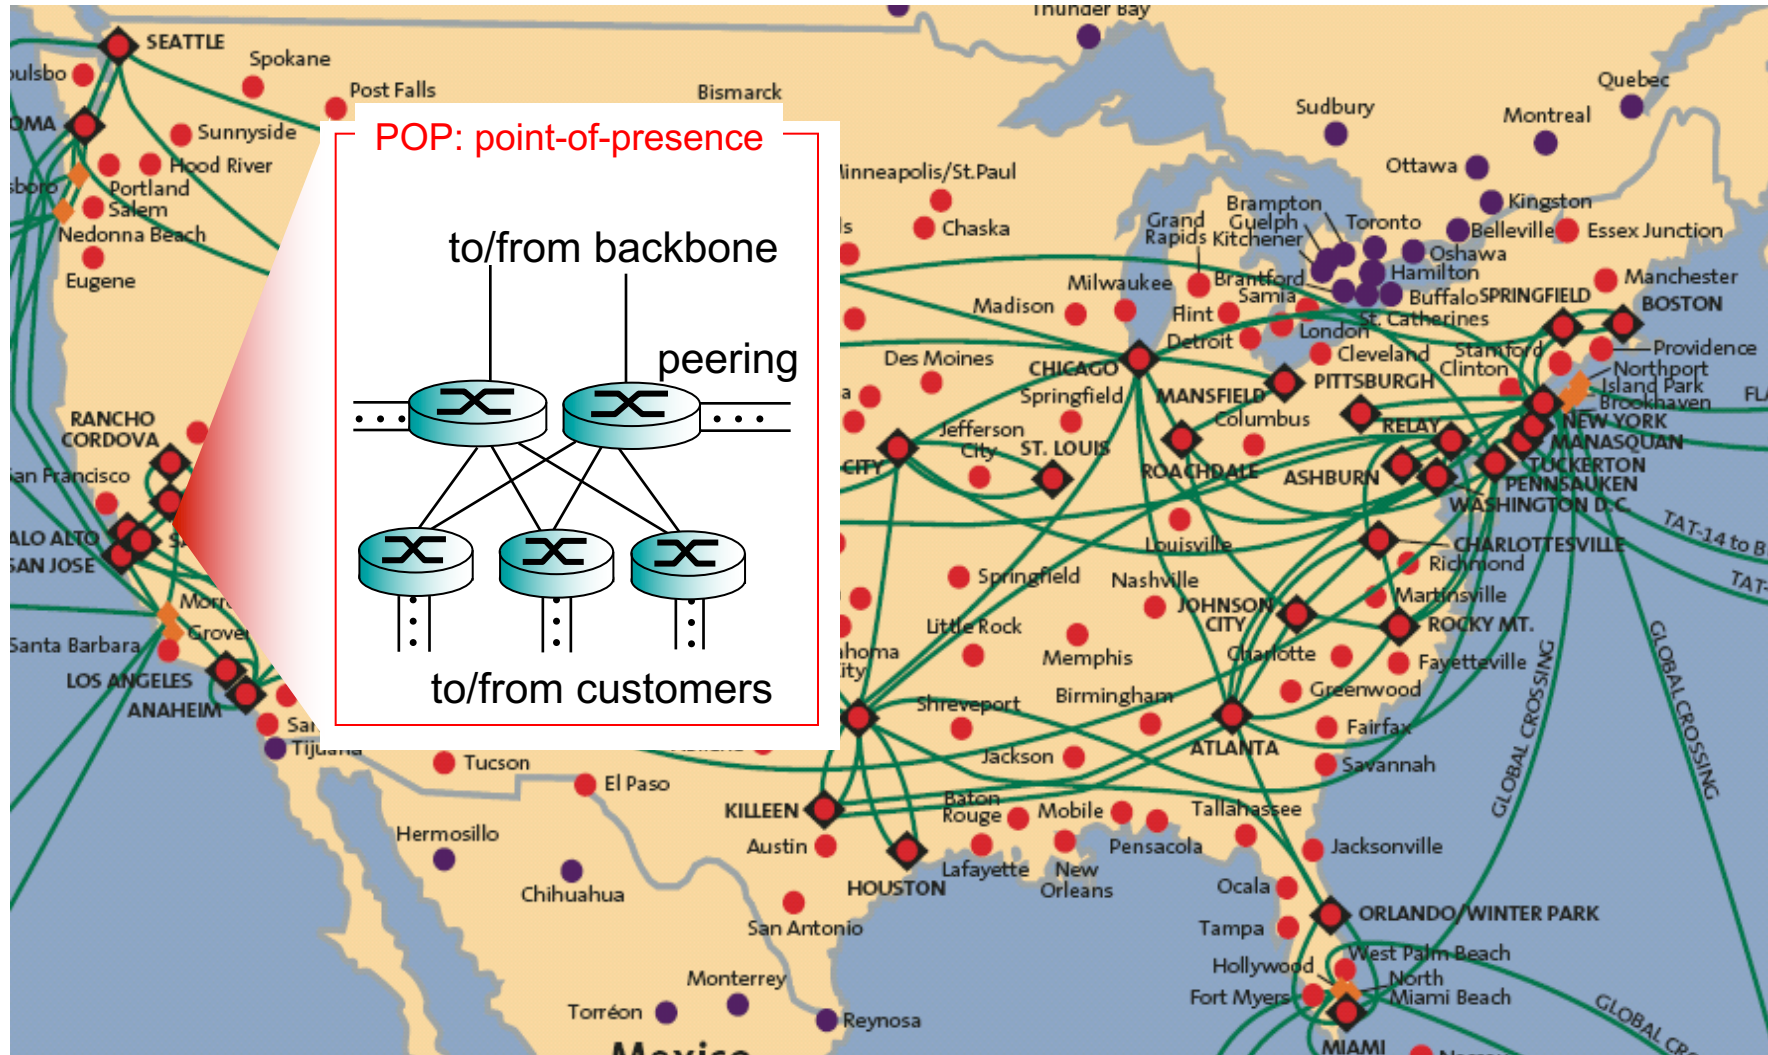 Thunder Bay
SEATTLE
Spokane
Post Falls
Bismarck
Quebec
Sudbury
Montreal
Sunnyside
Hood River
Portland
Salem
Nedonna Beach
Eugene
POP: point-of-presence
to/from backbone
peering
to/from customers
Ottawa
Kingston
Belleville
Essex Junction
Chaska
Brampton
Guelph
Kitchener
Toronto
Oshawa
Hamilton
Grand
Rapids
Brantford
Buffalo
SPRINGFIELD
Manchester
BOSTON
Milwaukee
Madison
Flint
St. Catherines
London
Detroit
Cleveland
Stamford
Clinton
Providence
Northport
Island Park
Brookhaven
Des Moines
CHICAGO
MANSFIELD
PITTSBURGH
Springfield
Columbus
RELAY
NEW YORK
MANASQUAN
TUCKERTON
PENNSAUKEN
WASHINGTON D.C.
Jefferson
City
ST. LOUIS
CITY
ROACHDALE
ASHBURN
RANCHO
CORDOVA
SAN JOSE
Santa Barbara
LOS ANGELES
ANAHEIM
Louisville
CHARLOTTESVILLE
Richmond
Springfield
Nashville
Martinsville
JOHNSON
CITY
ROCKY MT.
Little Rock
Memphis
Charlotte
Fayetteville
Greenwood
Birmingham
Shreveport
Fairfax
ATLANTA
Jackson
Savannah
Tijuana
Tucson
El Paso
KILLEEN
Baton
Rouge
Mobile
Tallahassee
Hermosillo
Austin
Pensacola
Jacksonville
Lafayette
New
Orleans
Chihuahua
HOUSTON
Ocala
ORLANDO/WINTER PARK
San Antonio
Tampa
West Palm Beach
Hollywood
North
Miami Beach
Fort Myers
Monterrey
Torréon
Reynosa
Mexico
MIAMI
TAT-14 to
TAT-
GLOBAL CROSSING
GLOBAL CROSSING
GLOBAL